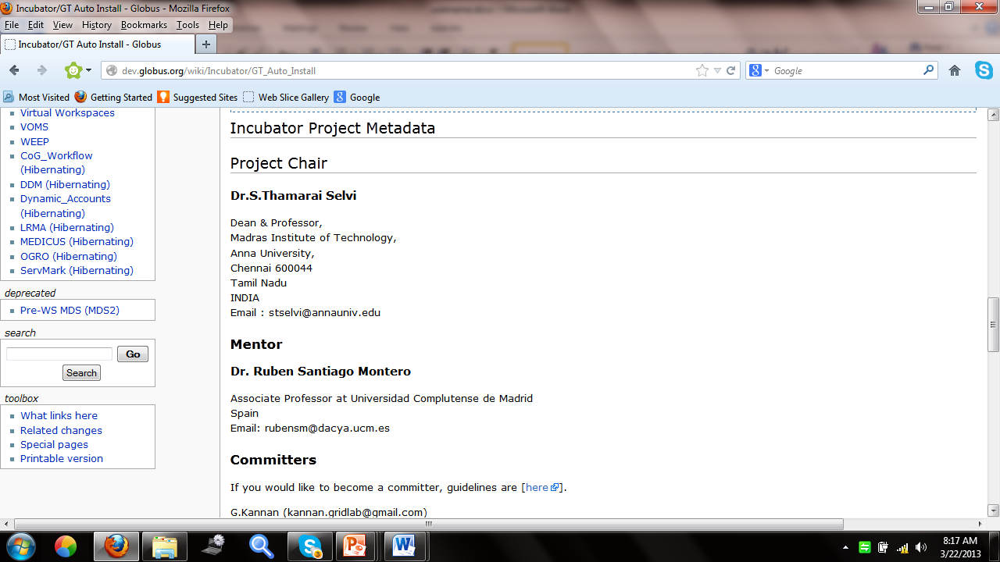 Incubator/GT Auto Install - Globus - Mozilla Firefox
File Edit View History Bookmarks Tools Help
Incubator/GT Auto Install - Globus
dev.globus.org/wiki/Incubator/GT_Auto_Install
Google
Most Visited Getting Started Suggested Sites Web Slice Gallery Google
Virtual Workspaces
VOMS
WEEP
CoG_Workflow
(Hibernating)
DDM (Hibernating)
Dynamic_Accounts
(Hibernating)
LRMA (Hibernating)
MEDICUS (Hibernating)
OGRO (Hibernating)
ServMark (Hibernating)
deprecated
Pre-WS MDS (MDS2)
search
Go
Search
toolbox
What links here
Related changes
Special pages
Printable version
Incubator Project Metadata
Project Chair
Dr.S.Thamarai Selvi
Dean & Professor,
Madras Institute of Technology,
Anna University,
Chennai 600044
Tamil Nadu
INDIA
Email : stselvi@annauniv.edu
Mentor
Dr. Ruben Santiago Montero
Associate Professor at Universidad Complutense de Madrid
Spain
Email: rubensm@dacya.ucm.es
Committers
If you would like to become a committer, guidelines are [here].
G.Kannan (kannan.gridlab@gmail.com)
3
8:17 AM
3/22/2013